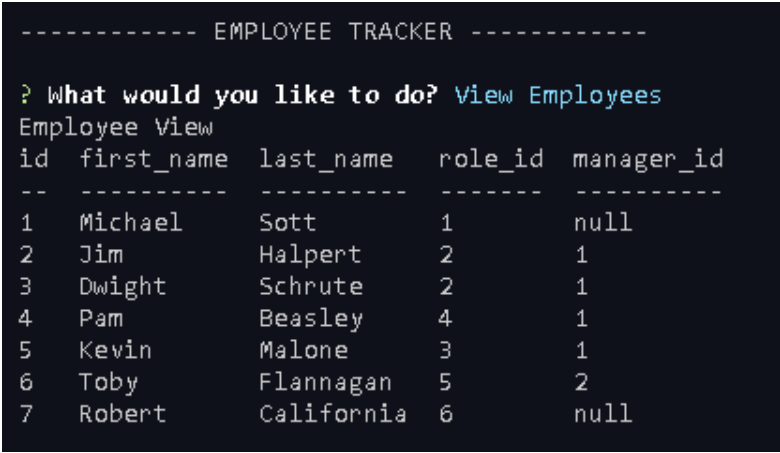 ------------ EMPLOYEE TRACKER ------------
? What would you like to do? View Employees
Employee View
id  first_name  last_name   role_id  manager_id
--  ----------  ----------  -------  ----------
1   Michael     Sott        1        null
2   Jim         Halpert     2        1
3   Dwight      Schrute     2        1
4   Pam         Beasley     4        1
5   Kevin       Malone      3        1
6   Toby        Flannagan   5        2
7   Robert      California  6        null